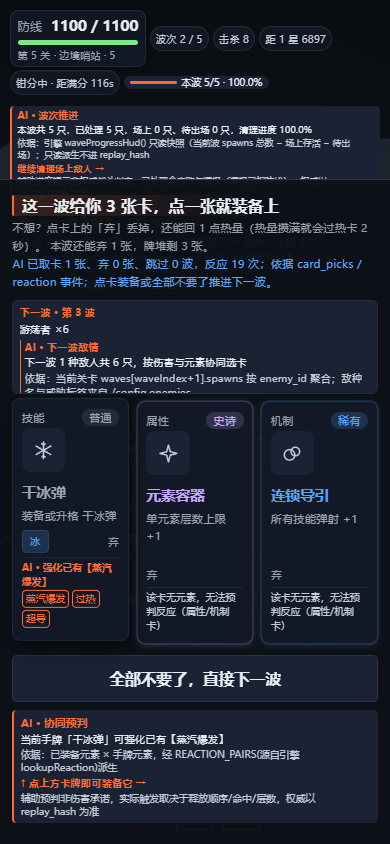 防线 1100 / 1100
第 5 关 · 边境哨站 · 5
波次 2 / 5
击杀 8
距 1 星 6897
钳分中 · 距满分 116s
本波 5/5 · 100.0%
AI · 波次推进
本波共 5 只，已处理 5 只，场上 0 只、待出场 0 只，清理进度 100.0%
依据：引擎 waveProgressHud() 只读快照（当前波 spawns 总数 − 场上存活 − 待出场）；只读派生不进 replay_hash
继续清理场上敌人 →
这一波给你 3 张卡，点一张就装备上
不想？点卡上的「弃」丢掉，还能回 1 点热量（热星攒满就会过热卡 2 秒）。 本波还能弃 1 张，牌堆剩 3 张。
AI 已取卡 1 张、弃 0 张、跳过 0 波，反应 19 次；依据 card_picks / reaction 事件；点卡装备或全部不要了推进下一波。
下一波 · 第 3 波
游荡者 ×6
AI · 下一波敌情
下一波 1 种敌人共 6 只，按伤害与元素协同选卡
依据：当前关卡 waves[waveIndex+1].spawns 按 enemy_id 聚合；敌种
技能 普通
干冰弹
装备或升格 干冰弹
冰 弃
AI · 强化已有【蒸汽爆发】
蒸汽爆发 过热
超导
属性 史诗
元素容器
单元素层数上限 +1
弃
该卡无元素，无法预判反应（属性/机制卡）
机制 稀有
连锁导引
所有技能弹射 +1
弃
该卡无元素，无法预判反应（属性/机制卡）
全部不要了，直接下一波
AI · 协同预判
当前手牌「干冰弹」可强化已有【蒸汽爆发】
依据：已装备元素 × 手牌元素，经 REACTION_PAIRS(源自引擎 lookupReaction)派生
↑ 点上方卡牌即可装备它 →
辅助预判非伤害承诺，实际触发取决于释放顺序/命中/层数，权威以 replay_hash 为准